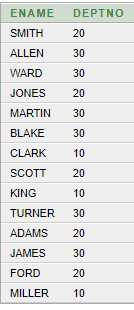 ENAME DEPTNO
SMITH 20
ALLEN 30
WARD 30
JONES 20
MARTIN 30
BLAKE 30
CLARK 10
SCOTT 20
KING 10
TURNER 30
ADAMS 20
JAMES 30
FORD 20
MILLER 10